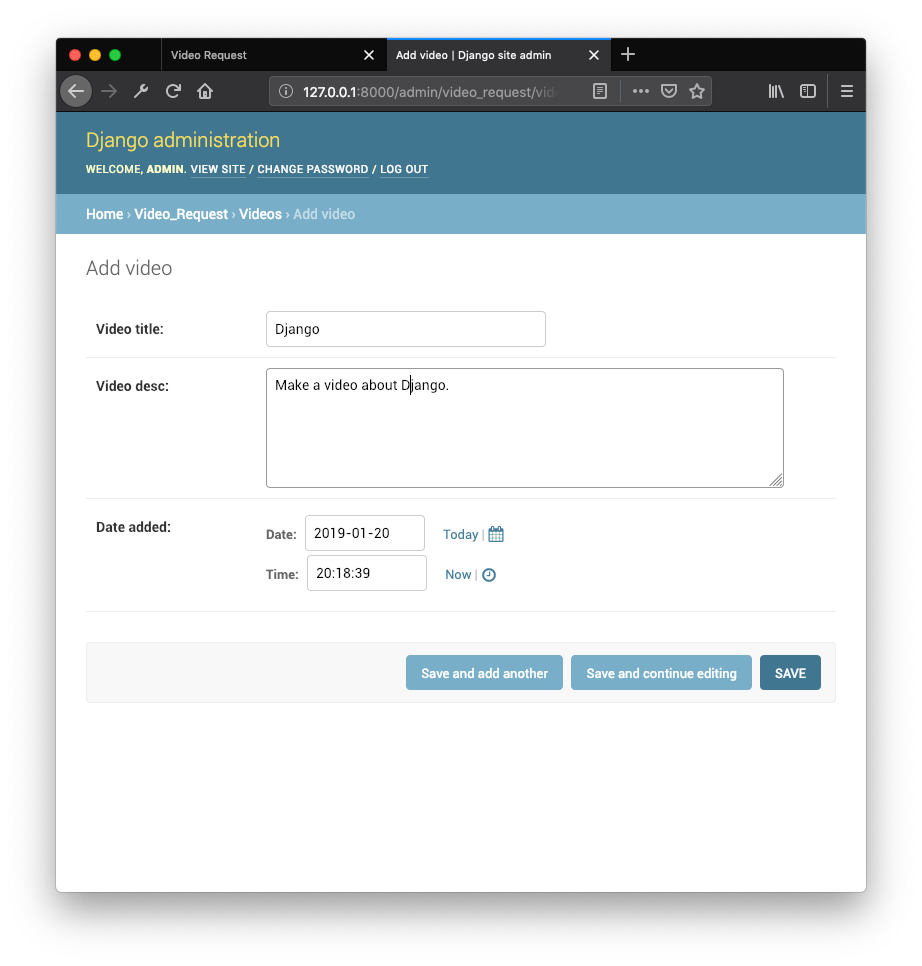 Video Request
Add video | Django site admin
127.0.0.1:8000/admin/video_request/vid
Django administration
WELCOME, ADMIN. VIEW SITE / CHANGE PASSWORD / LOG OUT
Home › Video_Request › Videos › Add video
Add video
Video title: Django
Video desc: Make a video about Django.
Date added:
Date: 2019-01-20 Today |
Time: 20:18:39 Now |
Save and add another Save and continue editing SAVE